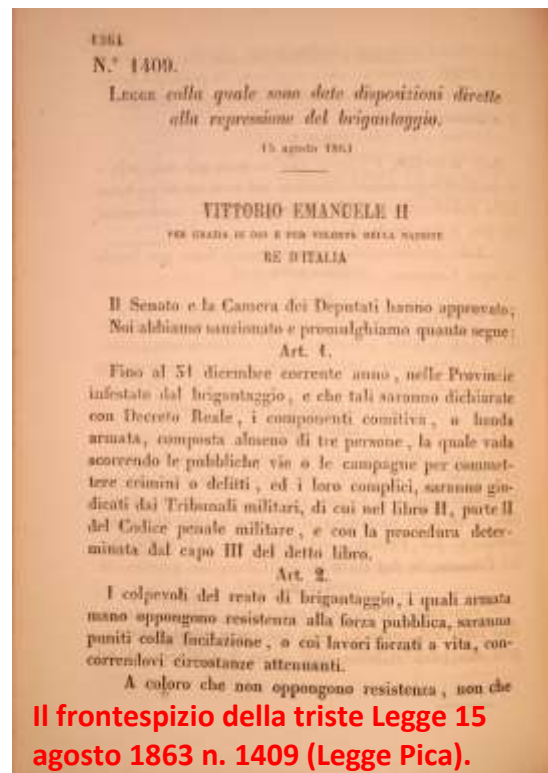 1364
N.° 1409.
LEGGE colla quale sono date disposizioni dirette
alla repressione del brigantaggio.
15 agosto 1863
VITTORIO EMANUELE II
PER GRAZIA DI DIO E PER VOLONTÀ DELLA NAZIONE
RE D'ITALIA
Il Senato e la Camera dei Deputati hanno approvato;
Noi abbiamo sanzionato e promulghiamo quanto segue:
Art. 1.
Fino al 31 dicembre corrente anno, nelle Provincie
infestate dal brigantaggio, e che tali saranno dichiarate
con Decreto Reale, i componenti comitiva, o banda
armata, composta almeno di tre persone, la quale vada
scorrendo le pubbliche vie o le campagne per commet-
tere crimini o delitti, ed i loro complici, saranno giu-
dicati dai Tribunali militari, di cui nel libro II, parte II
del Codice penale militare, e con la procedura deter-
minata dal capo III del detto libro.
Art. 2.
I colpevoli del reato di brigantaggio, i quali armata
mano oppongono resistenza alla forza pubblica, saranno
puniti colla fucilazione, o coi lavori forzati a vita, con-
correndovi circostanze attenuanti.
A coloro che non oppongono resistenza, non che
Il frontespizio della triste Legge 15
agosto 1863 n. 1409 (Legge Pica).